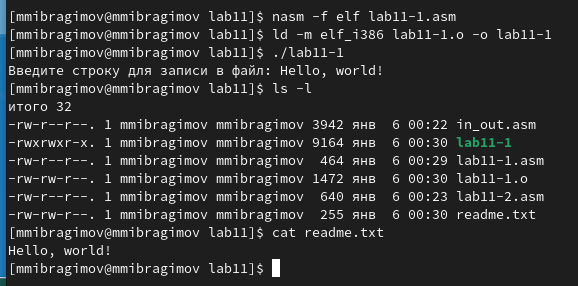 [mmibragimov@mmibragimov lab11]$ nasm -f elf lab11-1.asm
[mmibragimov@mmibragimov lab11]$ ld -m elf_i386 lab11-1.o -o lab11-1
[mmibragimov@mmibragimov lab11]$ ./lab11-1
Введите строку для записи в файл: Hello, world!
[mmibragimov@mmibragimov lab11]$ ls -l
итого 32
-rw-r--r--. 1 mmibragimov mmibragimov 3942 янв  6 00:22 in_out.asm
-rwxrwxr-x. 1 mmibragimov mmibragimov 9164 янв  6 00:30 lab11-1
-rw-r--r--. 1 mmibragimov mmibragimov  464 янв  6 00:29 lab11-1.asm
-rw-rw-r--. 1 mmibragimov mmibragimov 1472 янв  6 00:30 lab11-1.o
-rw-r--r--. 1 mmibragimov mmibragimov  640 янв  6 00:23 lab11-2.asm
-rw-rw-r--. 1 mmibragimov mmibragimov  255 янв  6 00:30 readme.txt
[mmibragimov@mmibragimov lab11]$ cat readme.txt
Hello, world!
[mmibragimov@mmibragimov lab11]$